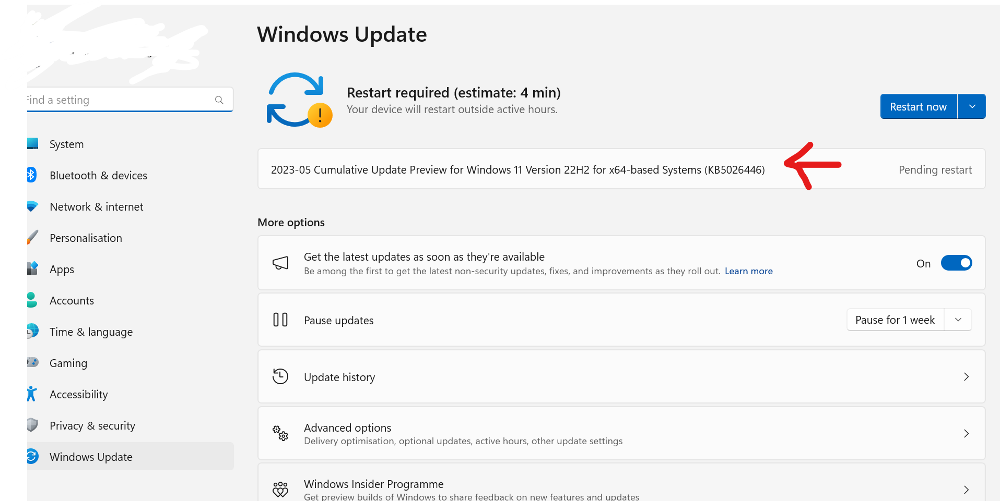 Find a setting
System
Bluetooth & devices
Network & internet
Personalisation
Apps
Accounts
Time & language
Gaming
Accessibility
Privacy & security
Windows Update
Windows Update
Restart required (estimate: 4 min)
Your device will restart outside active hours.
Restart now
2023-05 Cumulative Update Preview for Windows 11 Version 22H2 for x64-based Systems (KB5026446)
Pending restart
More options
Get the latest updates as soon as they're available
Be among the first to get the latest non-security updates, fixes, and improvements as they roll out. Learn more
On
Pause updates
Pause for 1 week
Update history
Advanced options
Delivery optimisation, optional updates, active hours, other update settings
Windows Insider Programme
Get preview builds of Windows to share feedback on new features and updates